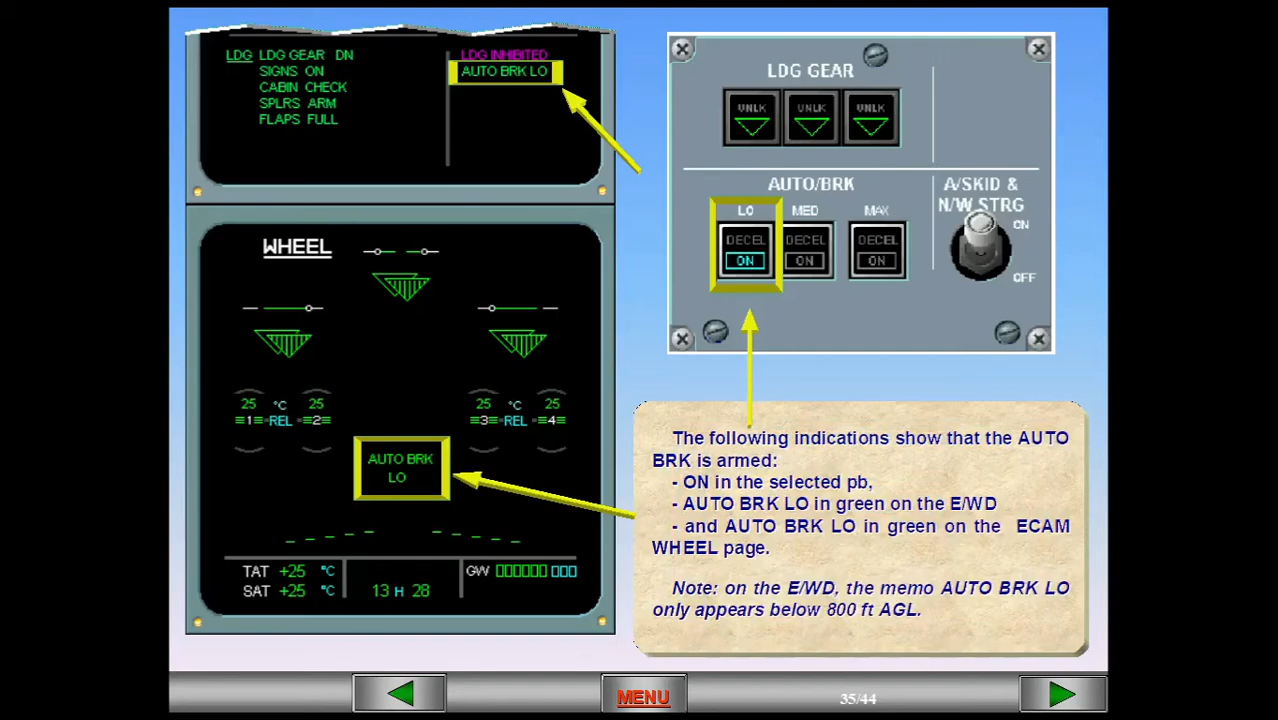 LDG LDG GEAR DN
SIGNS ON
CABIN CHECK
SPLRS ARM
FLAPS FULL
LDG INHIBITED
AUTO BRK LO
WHEEL
25 °C 25
1 REL 2
25 °C 25
3 REL 4
AUTO BRK
LO
TAT +25 °C
SAT +25 °C
13 H 28
GW
LDG GEAR
UNLK UNLK UNLK
AUTO/BRK
LO MED MAX
DECEL DECEL DECEL
ON ON ON
A/SKID &
N/W STRG
ON
OFF
The following indications show that the AUTO
BRK is armed:
- ON in the selected pb,
- AUTO BRK LO in green on the E/WD
- and AUTO BRK LO in green on the ECAM
WHEEL page.
Note: on the E/WD, the memo AUTO BRK LO
only appears below 800 ft AGL.
MENU
35/44